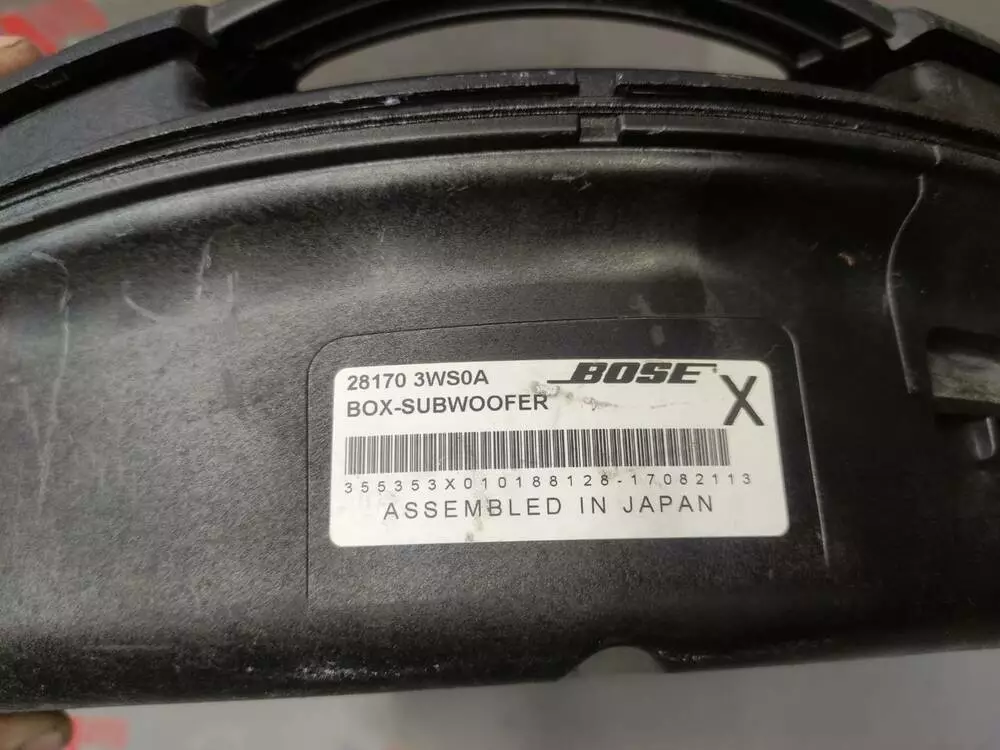 28170 3WS0A
BOSE
X
BOX-SUBWOOFER
355353X010188128-17082113
ASSEMBLED IN JAPAN